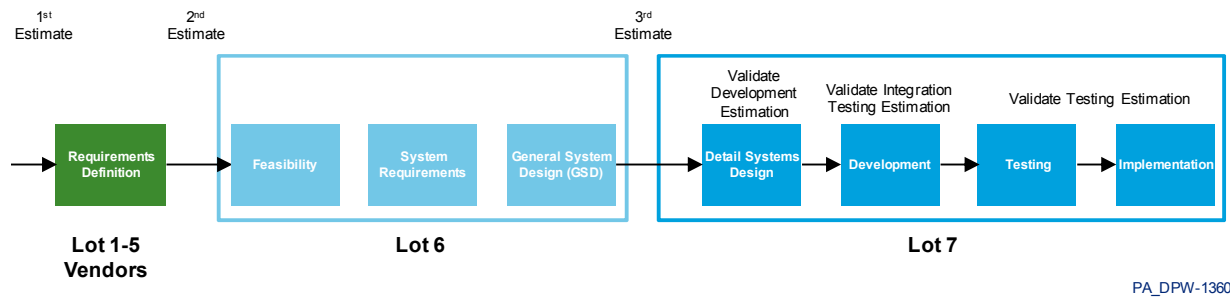 1st
Estimate
2nd
Estimate
3rd
Estimate
Requirements
Definition
Lot 1-5
Vendors
Feasibility
System
Requirements
General System
Design (GSD)
Lot 6
Validate
Development
Estimation
Validate Integration
Testing Estimation
Validate Testing Estimation
Detail Systems
Design
Development
Testing
Implementation
Lot 7
PA_DPW-1360